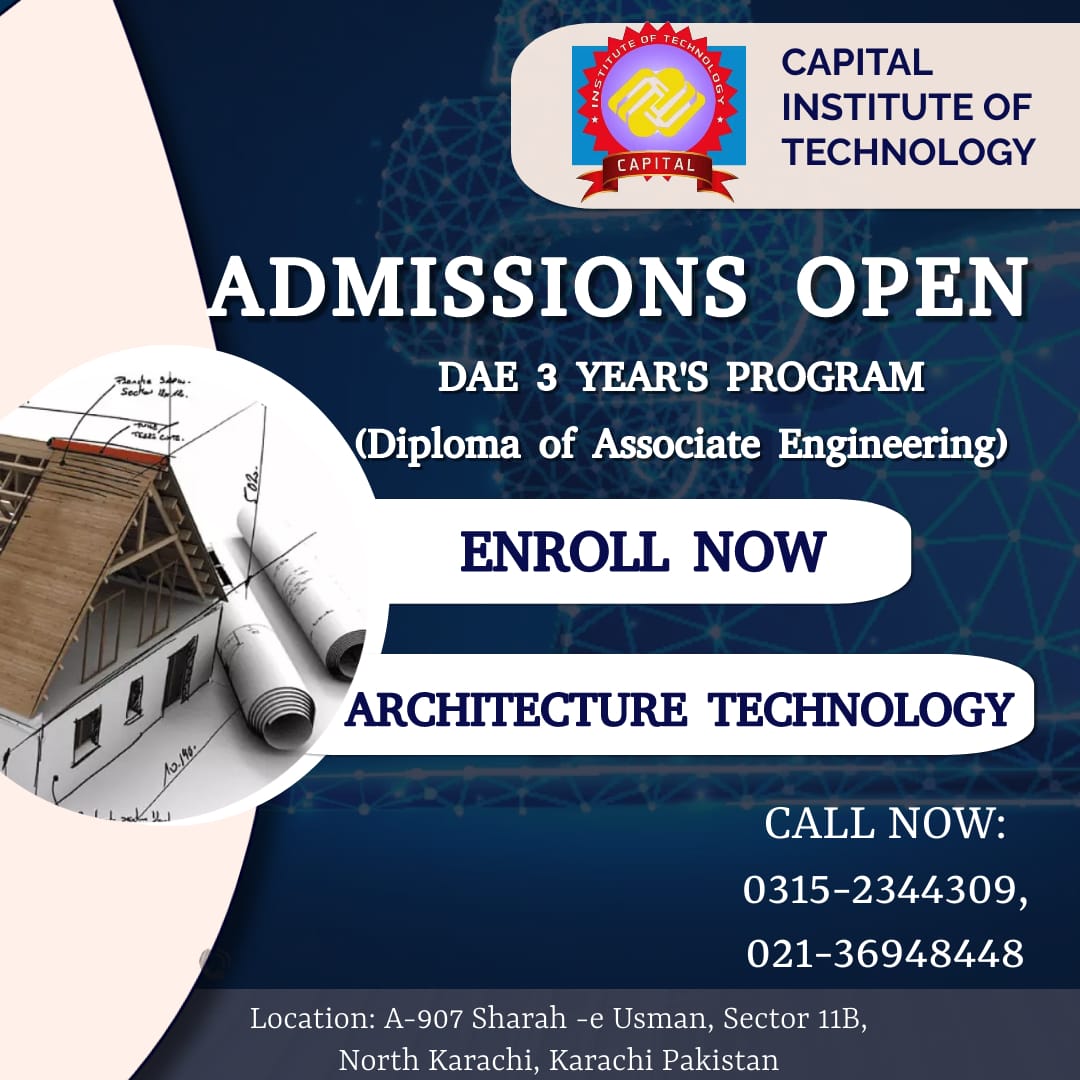 INSTITUTE OF TECHNOLOGY
CAPITAL
CAPITAL
INSTITUTE OF
TECHNOLOGY
ADMISSIONS OPEN
DAE 3 YEAR'S PROGRAM
(Diploma of Associate Engineering)
ENROLL NOW
ARCHITECTURE TECHNOLOGY
CALL NOW:
0315-2344309,
021-36948448
Location: A-907 Sharah -e Usman, Sector 11B,
North Karachi, Karachi Pakistan